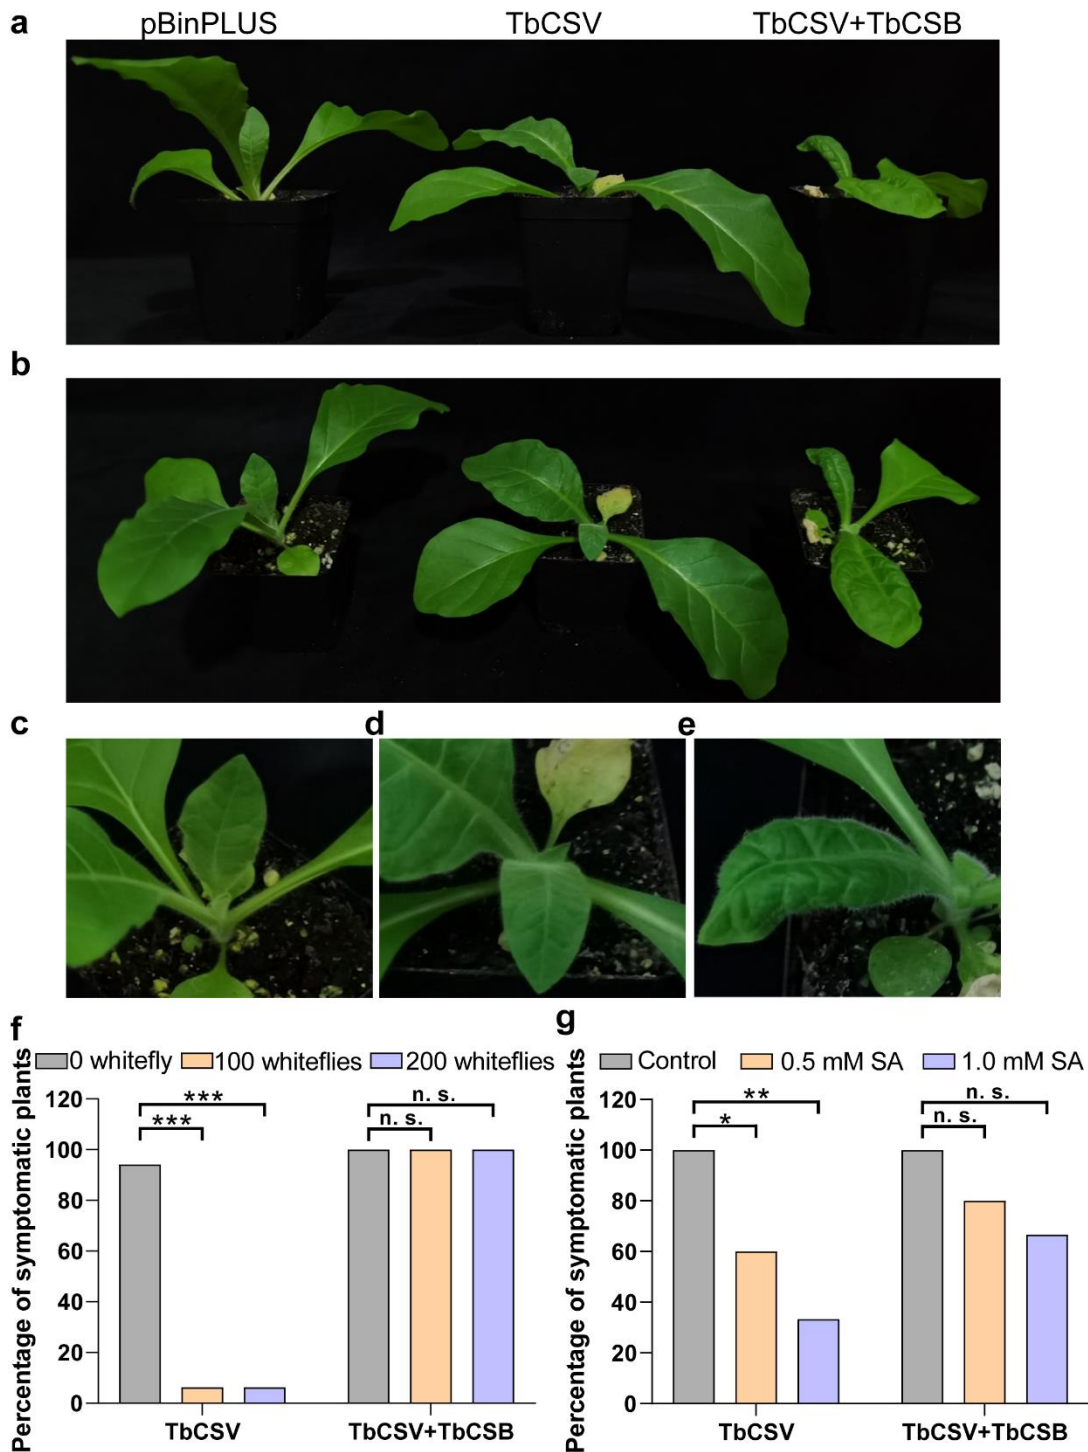 a
pBinPLUS TbCSV TbCSV+TbCSB
b
c d e
f
0 whitefly 100 whiteflies 200 whiteflies
Percentage of symptomatic plants
120
100
80
60
40
20
0
***
***
n. s.
n. s.
TbCSV TbCSV+TbCSB
g
Control 0.5 mM SA 1.0 mM SA
Percentage of symptomatic plants
120
100
80
60
40
20
0
**
*
n. s.
n. s.
TbCSV TbCSV+TbCSB